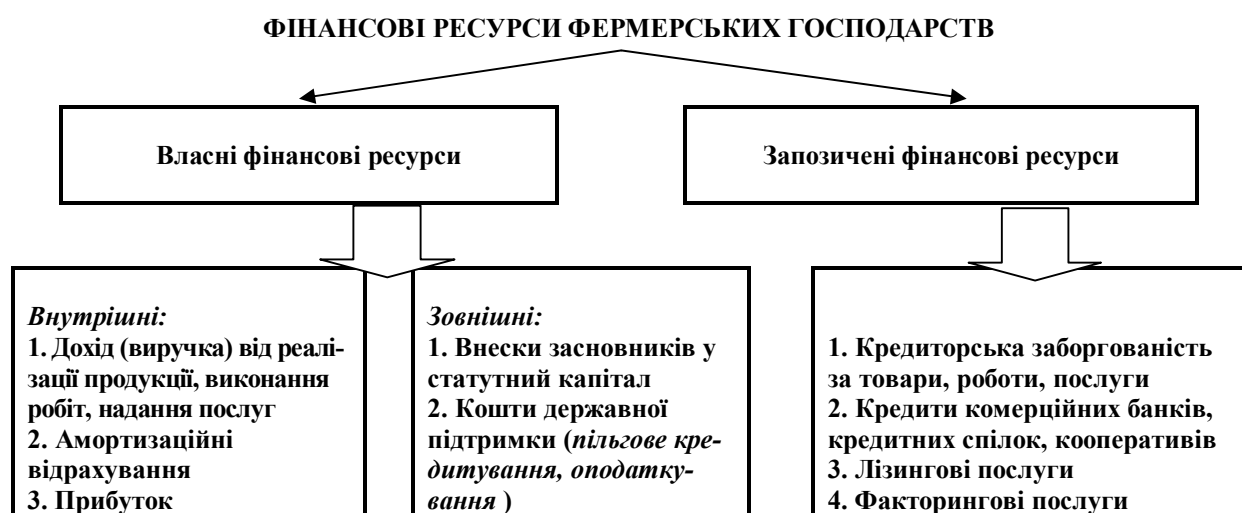 ФІНАНСОВІ РЕСУРСИ ФЕРМЕРСЬКИХ ГОСПОДАРСТВ
Власні фінансові ресурси
Запозичені фінансові ресурси
Внутрішні:
1. Дохід (виручка) від реалі-
зації продукції, виконання
робіт, надання послуг
2. Амортизаційні
відрахування
3. Прибуток
Зовнішні:
1. Внески засновників у
статутний капітал
2. Кошти державної
підтримки (пільгове кре-
дитування, оподатку-
вання )
1. Кредиторська заборгованість
за товари, роботи, послуги
2. Кредити комерційних банків,
кредитних спілок, кооперативів
3. Лізингові послуги
4. Факторингові послуги